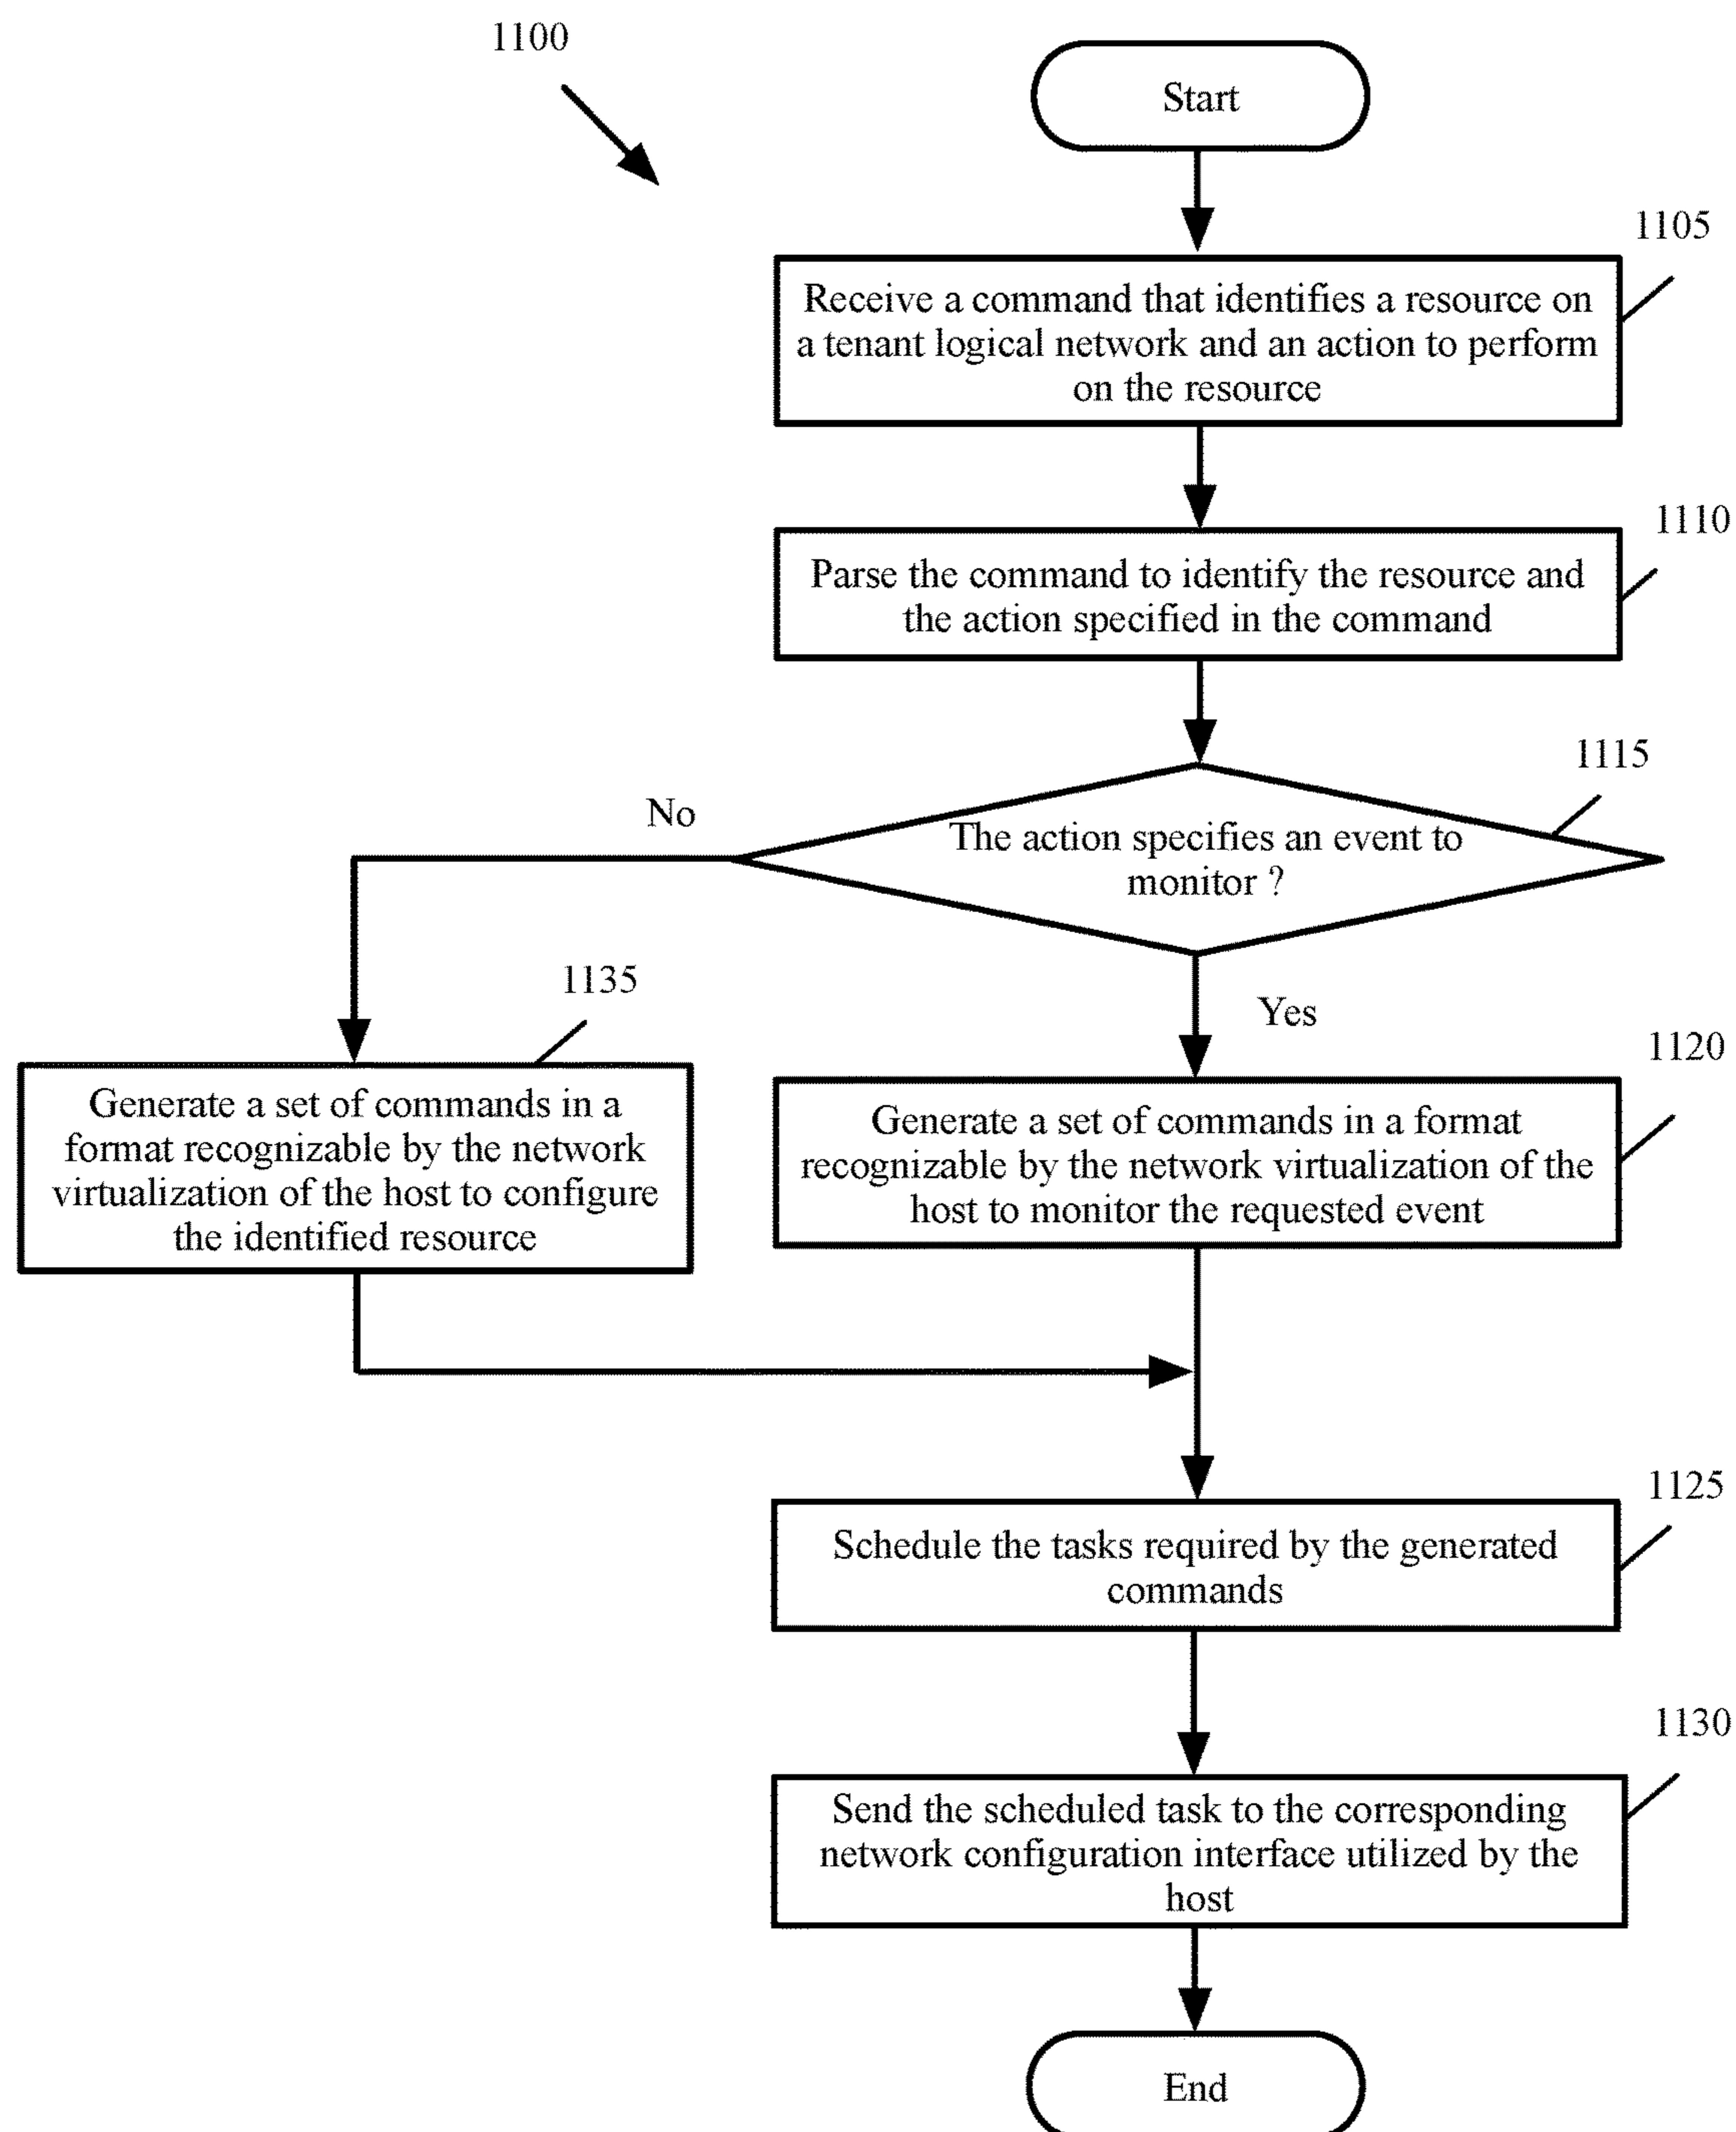 1100
Start
1105
Receive a command that identifies a resource on
a tenant logical network and an action to perform
on the resource
1110
Parse the command to identify the resource and
the action specified in the command
1115
No
The action specifies an event to
monitor ?
1135
Yes
1120
Generate a set of commands in a
format recognizable by the network
virtualization of the host to configure
the identified resource
Generate a set of commands in a format
recognizable by the network virtualization of the
host to monitor the requested event
1125
Schedule the tasks required by the generated
commands
1130
Send the scheduled task to the corresponding
network configuration interface utilized by the
host
End